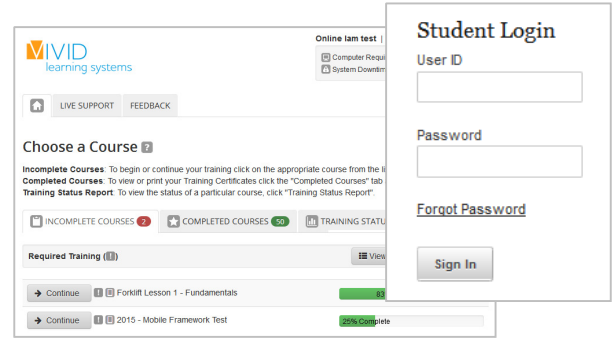 VIVID
learning systems
Online Iam test |
Computer Requi
System Downtim
LIVE SUPPORT FEEDBACK
Choose a Course ?
Incomplete Courses: To begin or continue your training click on the appropriate course from the li
Completed Courses: To view or print your Training Certificates click the "Completed Courses" tab
Training Status Report: To view the status of a particular course, click "Training Status Report".
INCOMPLETE COURSES 2 COMPLETED COURSES 50 TRAINING STATU
Required Training (!) View
Continue ! Forklift Lesson 1 - Fundamentals 83
Continue ! 2015 - Mobile Framework Test 25% Complete
Student Login
User ID
Password
Forgot Password
Sign In